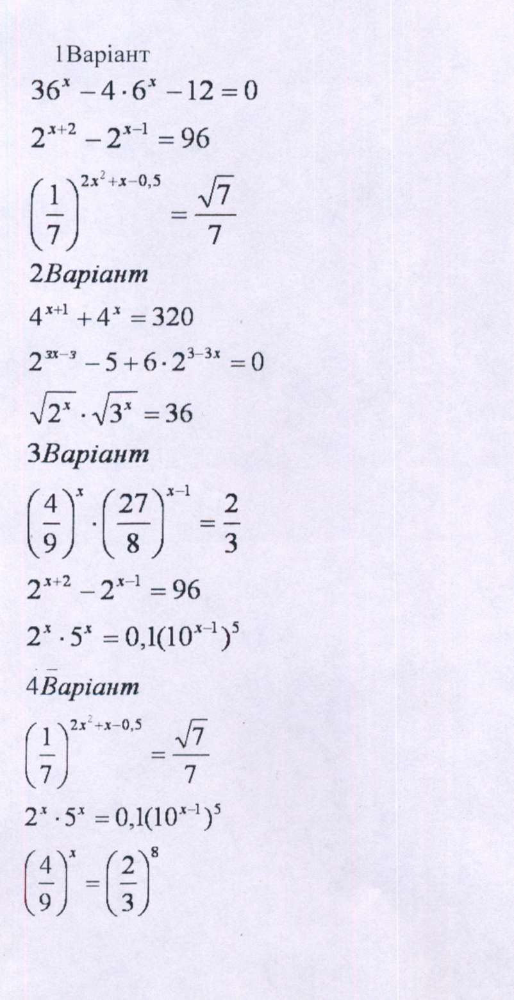 1Варіант
36^x − 4·6^x − 12 = 0
2^(x+2) − 2^(x−1) = 96
(1/7)^(2x²+x−0,5) = √7/7
2Варіант
4^(x+1) + 4^x = 320
2^(3x−3) − 5 + 6·2^(3−3x) = 0
√(2^x)·√(3^x) = 36
3Варіант
(4/9)^x·(27/8)^(x−1) = 2/3
2^(x+2) − 2^(x−1) = 96
2^x·5^x = 0,1(10^(x−1))^5
4Варіант
(1/7)^(2x²+x−0,5) = √7/7
2^x·5^x = 0,1(10^(x−1))^5
(4/9)^x = (2/3)^8